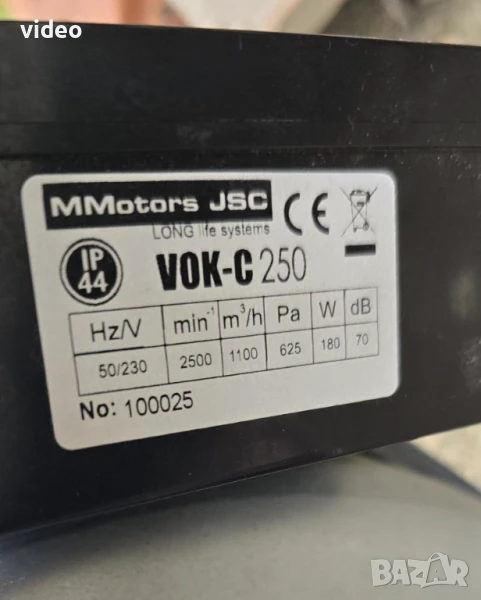 video
MMotors JSC
LONG life systems
CE
IP
44
VOK-C 250
Hz/V min⁻¹ m³/h Pa W dB
50/230 2500 1100 625 180 70
No: 100025
BAZAR